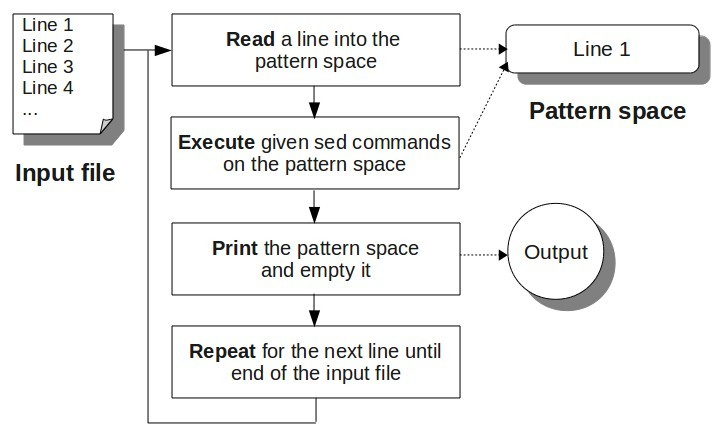 Line 1
Line 2
Line 3
Line 4
...
Input file
Read a line into the
pattern space
Line 1
Pattern space
Execute given sed commands
on the pattern space
Print the pattern space
and empty it
Output
Repeat for the next line until
end of the input file